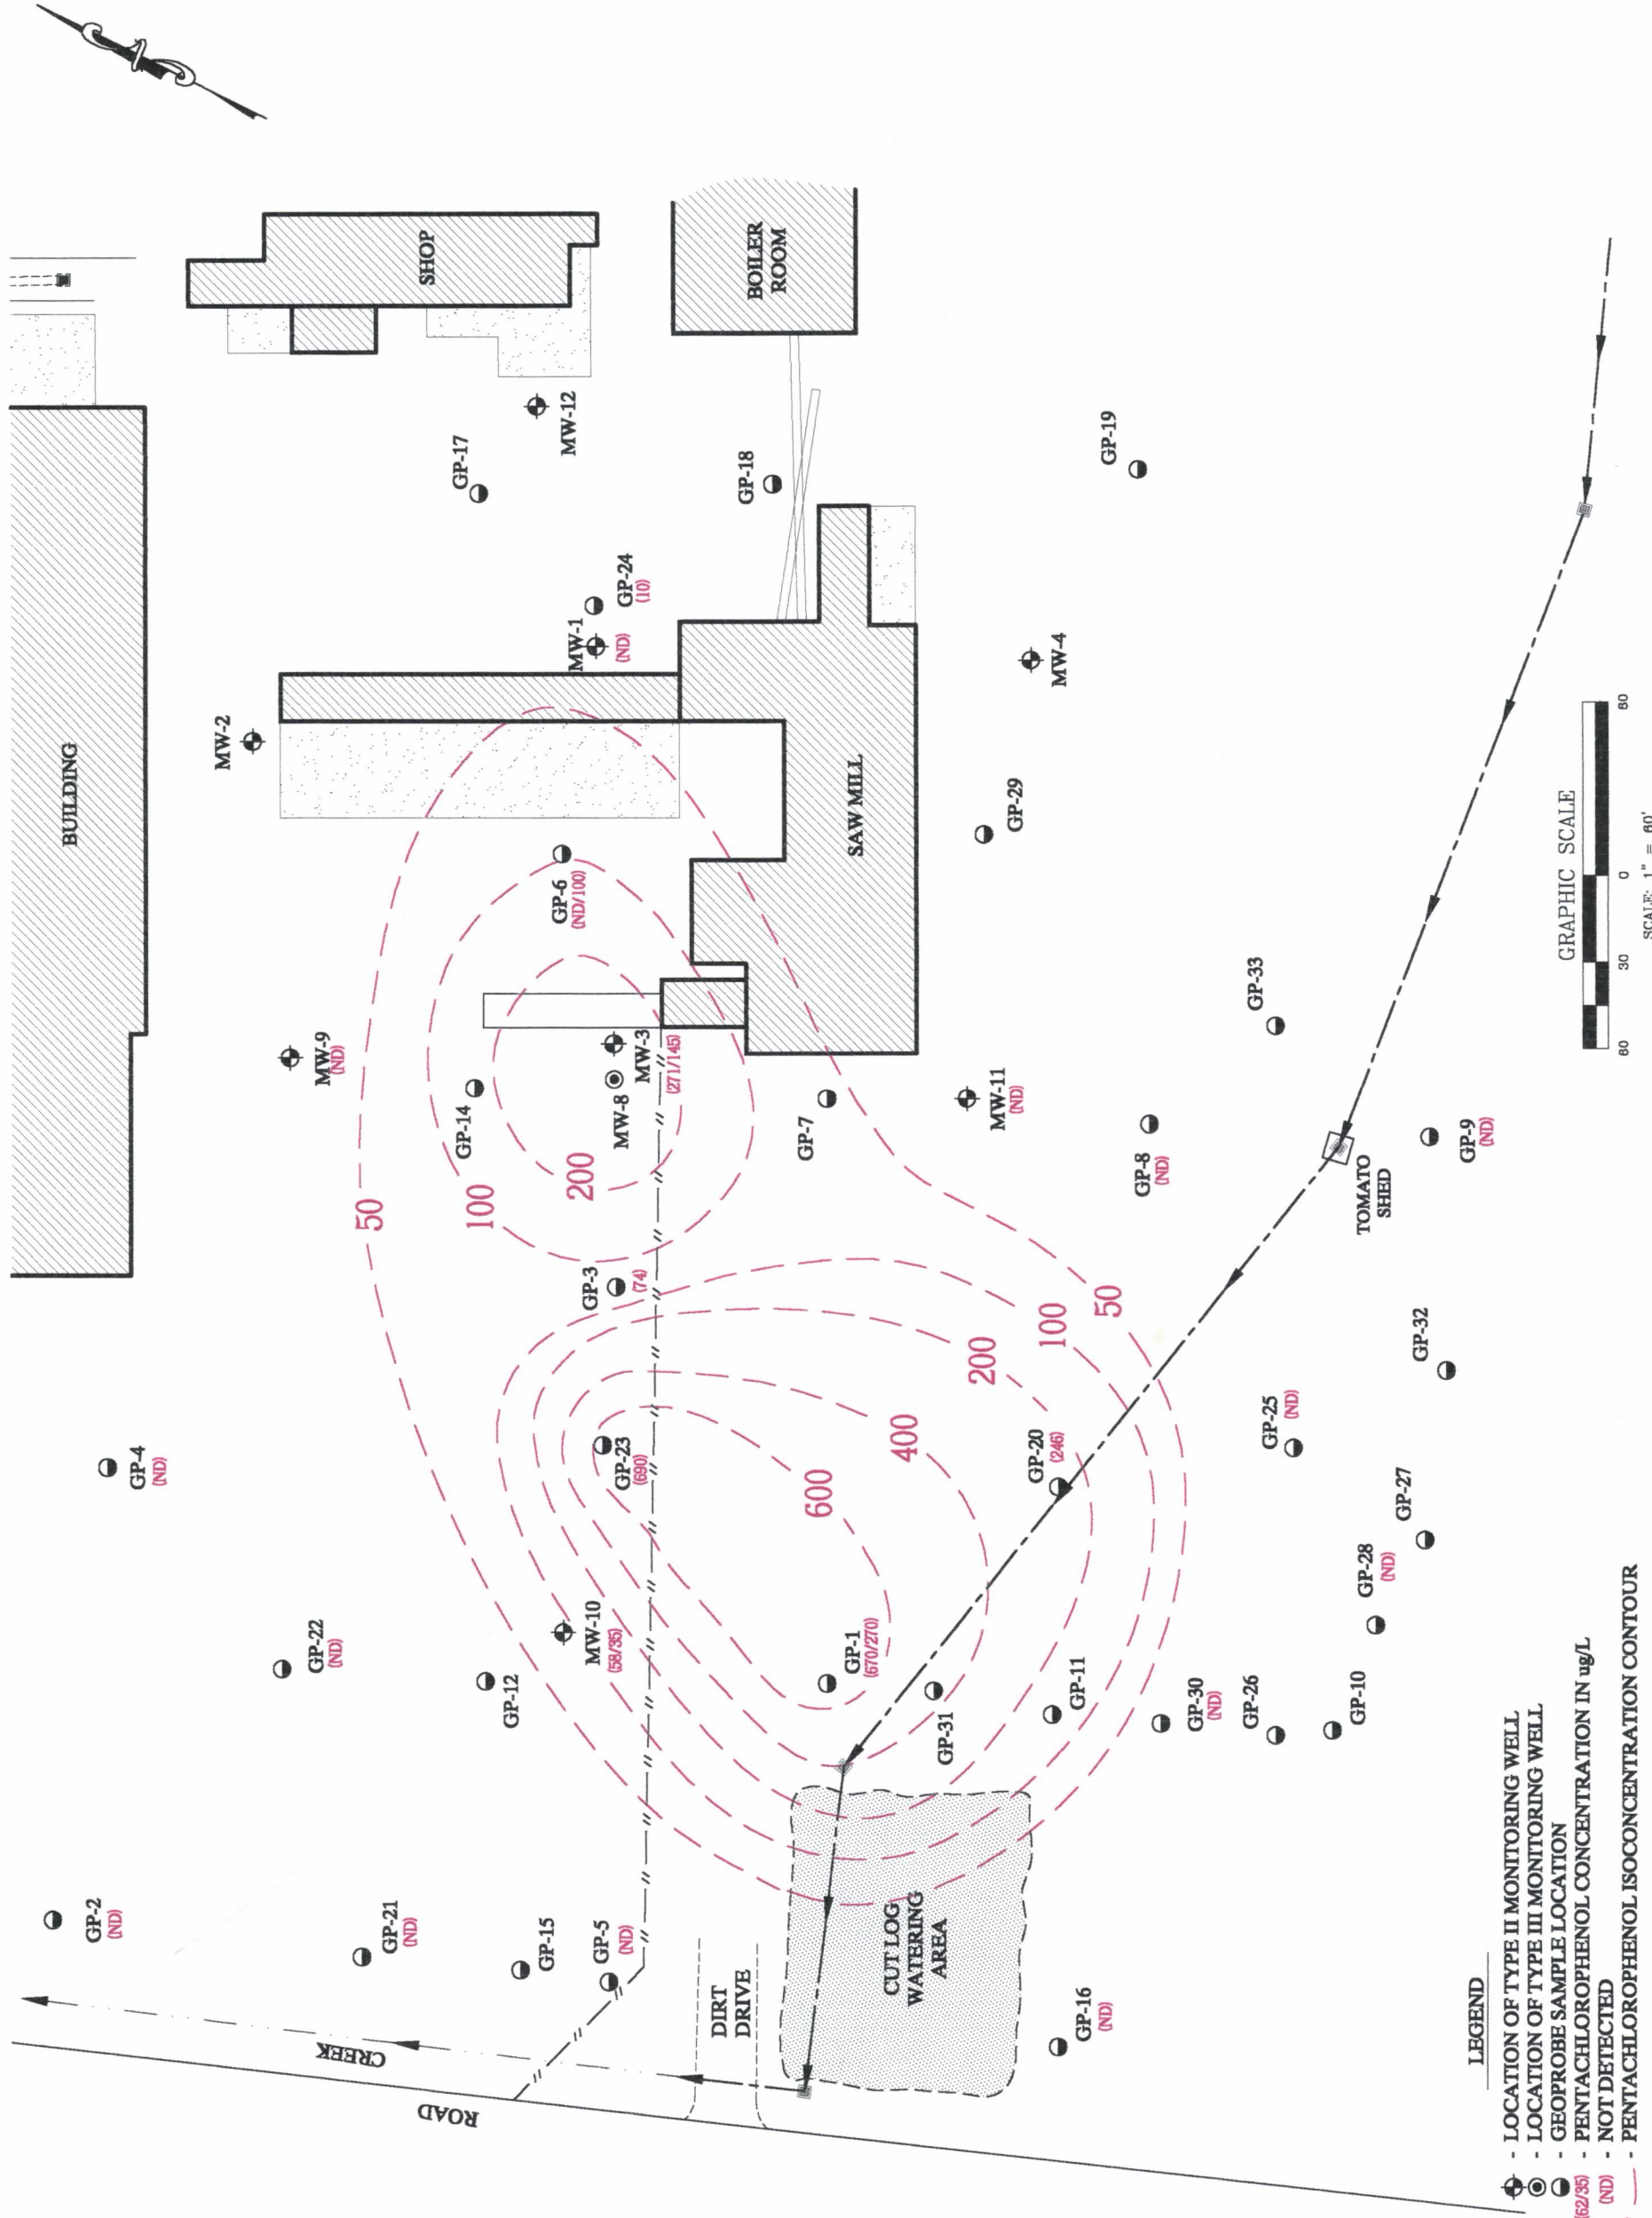 BUILDING
SHOP
BOILER
ROOM
MW-12
GP-17
GP-18
GP-19
GP-24
(10)
MW-1
(ND)
MW-2
MW-4
SAW MILL
GP-29
GP-6
(ND/100)
MW-9
(ND)
GP-14
MW-8
MW-3
(271/145)
GP-7
MW-11
(ND)
GP-33
GP-8
(ND)
GP-9
(ND)
TOMATO
SHED
50
100
200
GP-3
(74)
50
100
200
400
600
GP-4
(ND)
GP-23
(690)
GP-20
(246)
GP-25
(ND)
GP-32
GP-27
GP-28
(ND)
GP-22
(ND)
GP-12
MW-10
(58/35)
GP-1
(670/270)
GP-31
GP-11
GP-30
(ND)
GP-26
GP-10
GP-2
(ND)
GP-21
(ND)
GP-15
GP-5
(ND)
DIRT
DRIVE
CUT LOG
WATERING
AREA
GP-16
(ND)
CREEK
ROAD
GRAPHIC SCALE
60 30 0 80
SCALE: 1" = 60'
LEGEND
- LOCATION OF TYPE II MONITORING WELL
- LOCATION OF TYPE III MONITORING WELL
- GEOPROBE SAMPLE LOCATION
(62/35) - PENTACHLOROPHENOL CONCENTRATION IN ug/L
(ND) - NOT DETECTED
- PENTACHLOROPHENOL ISOCONCENTRATION CONTOUR